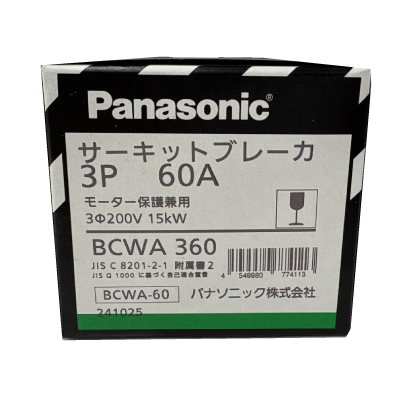 Panasonic®
サーキットブレーカ
3P 60A
モーター保護兼用
3Φ200V 15kW
BCWA 360
JIS C 8201-2-1 附属書2
JIS Q 1000 に基づく自己適合宣言
4 549980 774113
BCWA-60 パナソニック株式会社
241025